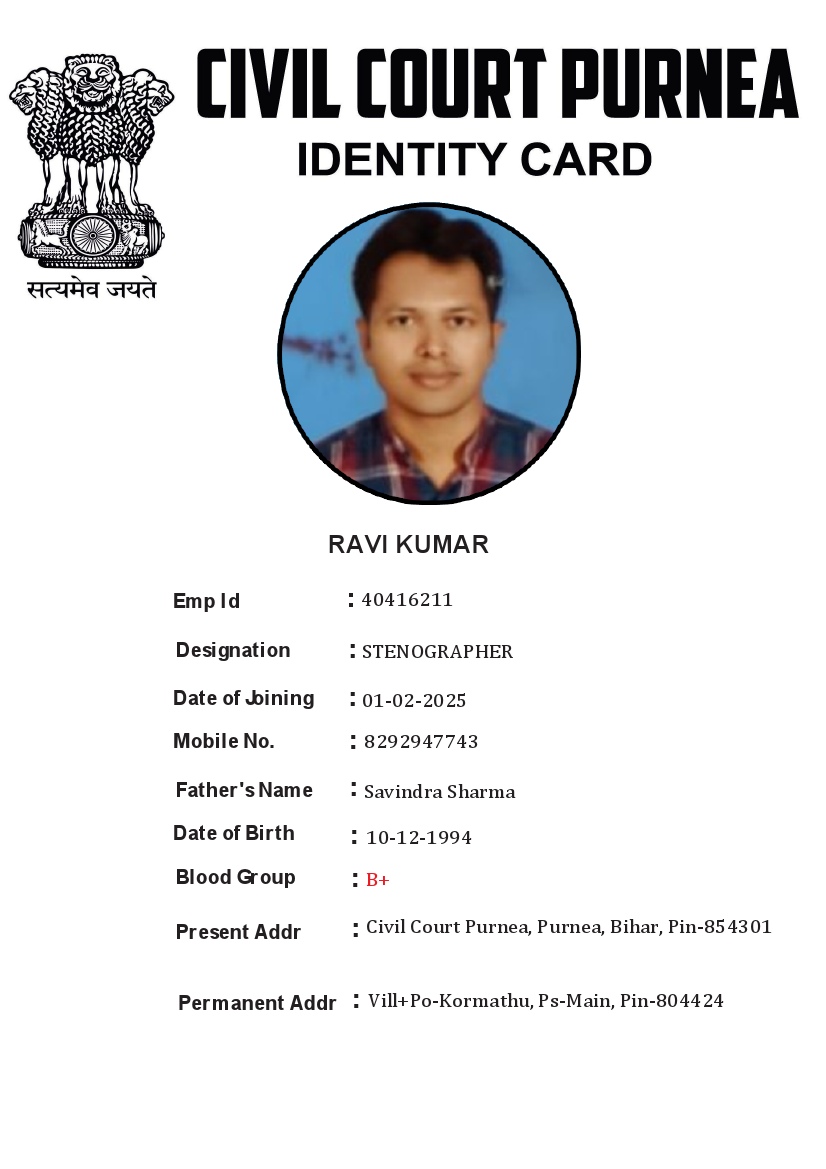 CIVIL COURT PURNEA
IDENTITY CARD
सत्यमेव जयते
RAVI KUMAR
Emp Id : 40416211
Designation : STENOGRAPHER
Date of Joining : 01-02-2025
Mobile No. : 8292947743
Father's Name : Savindra Sharma
Date of Birth : 10-12-1994
Blood Group : B+
Present Addr : Civil Court Purnea, Purnea, Bihar, Pin-854301
Permanent Addr : Vill+Po-Kormathu, Ps-Main, Pin-804424